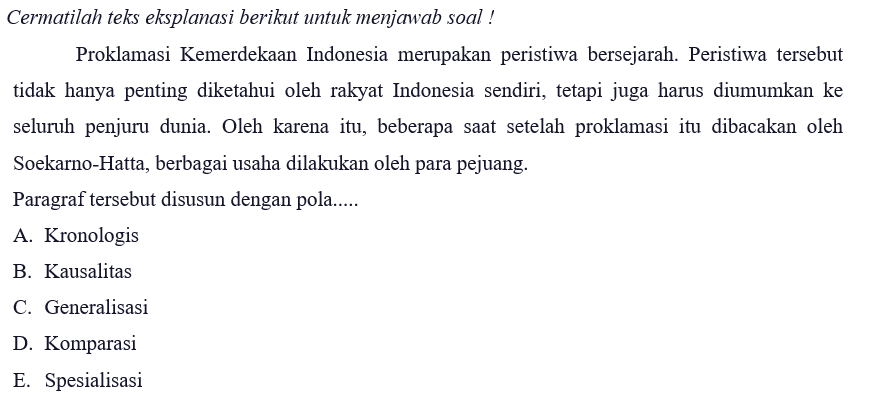 Cermatilah teks eksplanasi berikut untuk menjawab soal !
Proklamasi Kemerdekaan Indonesia merupakan peristiwa bersejarah. Peristiwa tersebut
tidak hanya penting diketahui oleh rakyat Indonesia sendiri, tetapi juga harus diumumkan ke
seluruh penjuru dunia. Oleh karena itu, beberapa saat setelah proklamasi itu dibacakan oleh
Soekarno-Hatta, berbagai usaha dilakukan oleh para pejuang.
Paragraf tersebut disusun dengan pola.....
A. Kronologis
B. Kausalitas
C. Generalisasi
D. Komparasi
E. Spesialisasi